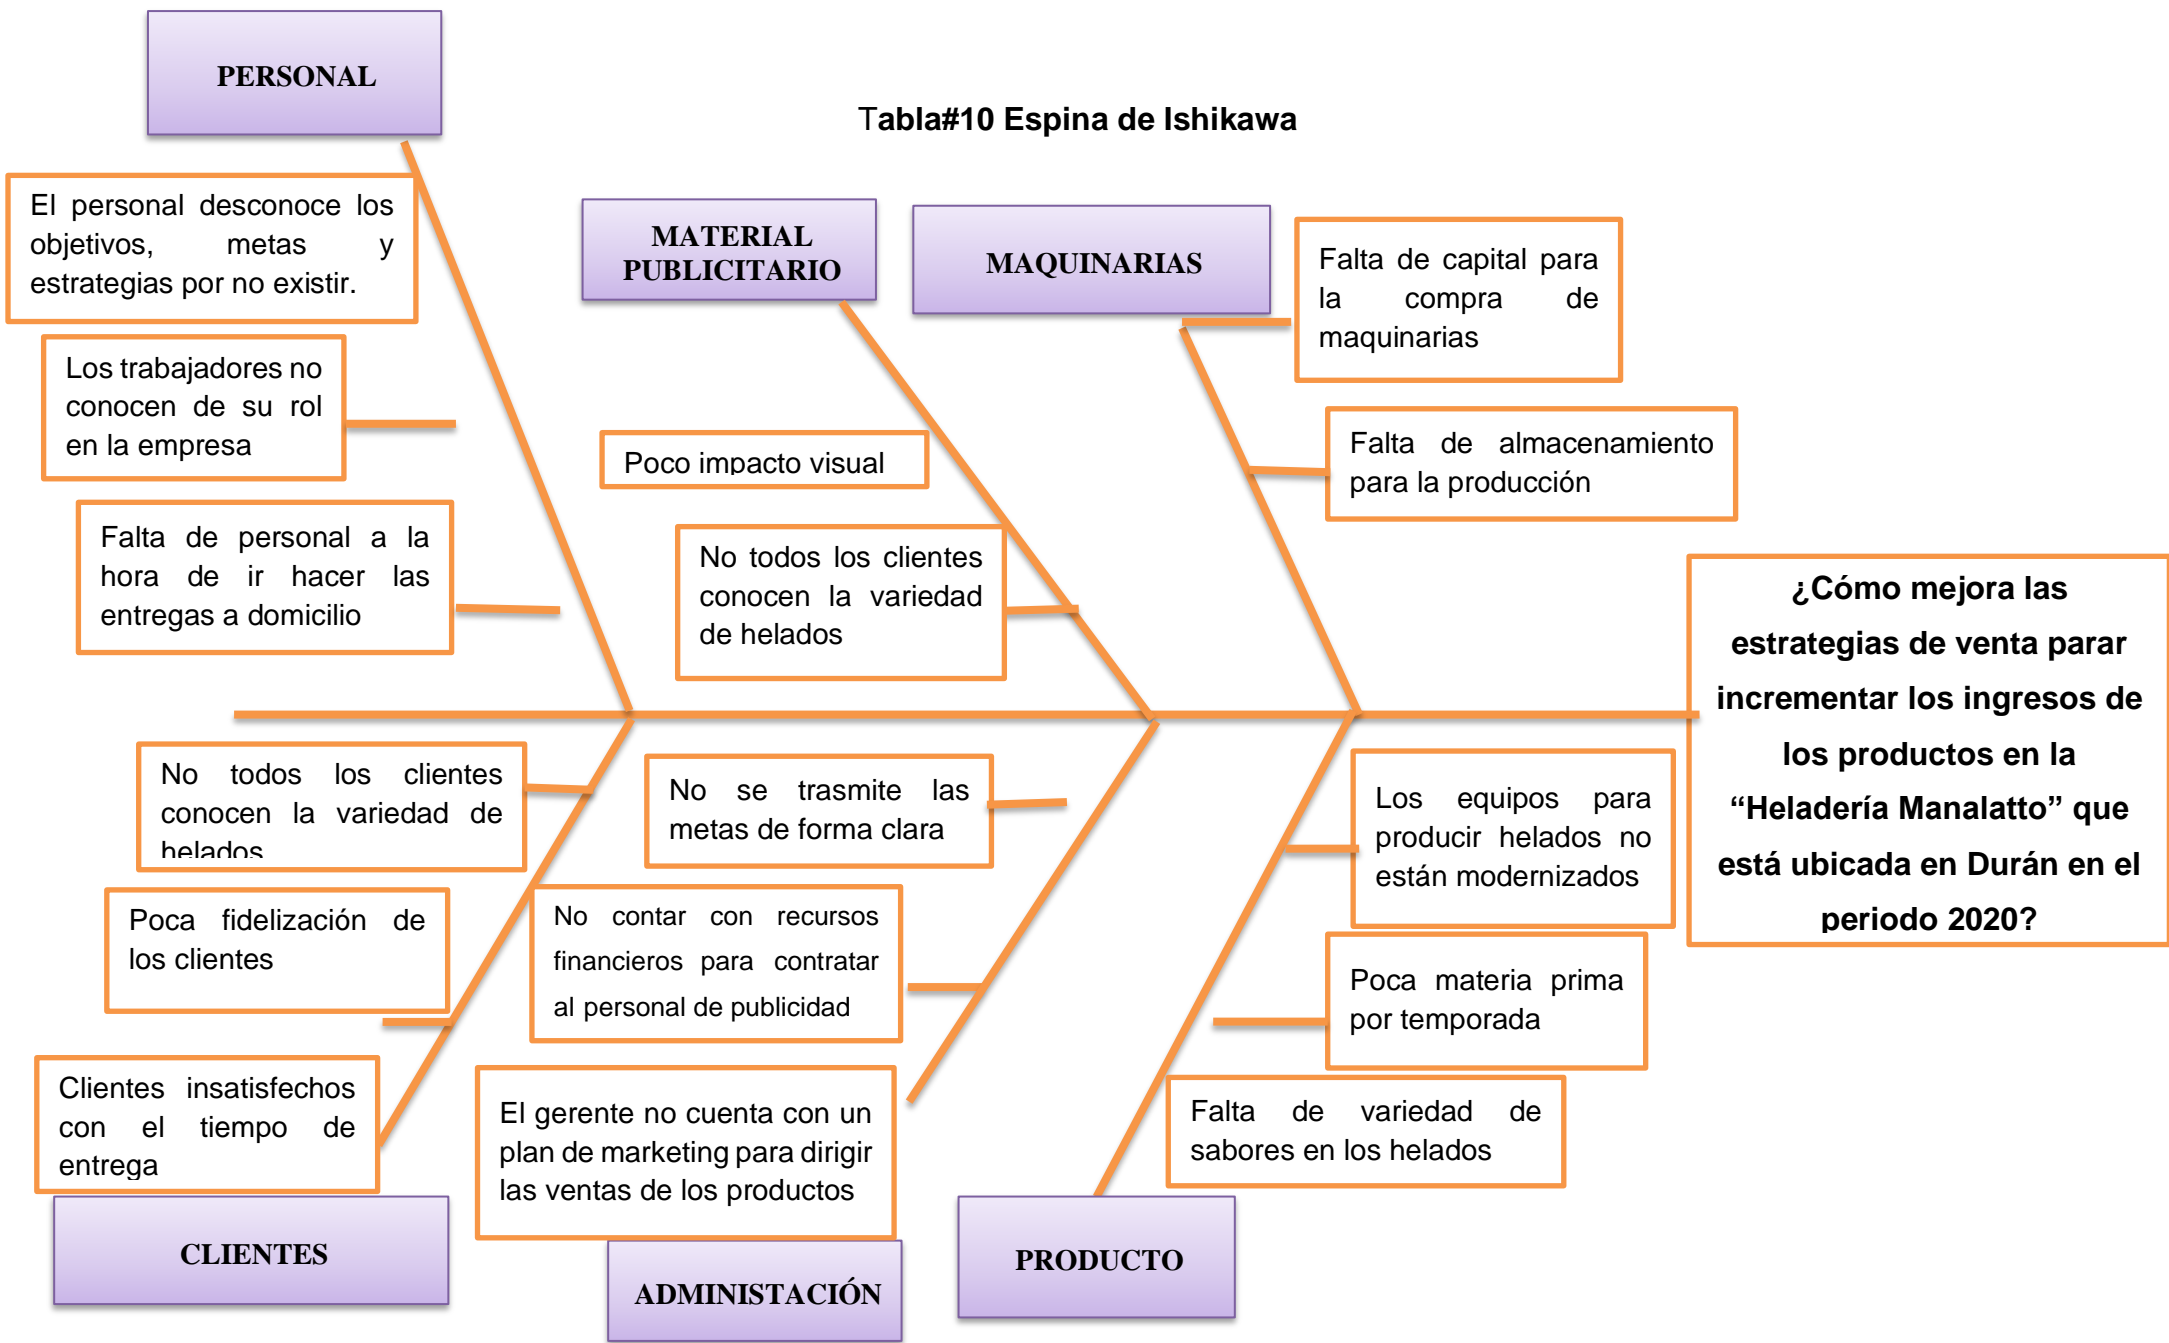 PERSONAL
Tabla#10 Espina de Ishikawa
El personal desconoce los
objetivos, metas y
estrategias por no existir.
MATERIAL
PUBLICITARIO
MAQUINARIAS
Falta de capital para
la compra de
maquinarias
Los trabajadores no
conocen de su rol
en la empresa
Poco impacto visual
Falta de almacenamiento
para la producción
Falta de personal a la
hora de ir hacer las
entregas a domicilio
No todos los clientes
conocen la variedad
de helados
¿Cómo mejora las
estrategias de venta parar
incrementar los ingresos de
los productos en la
“Heladería Manalatto” que
está ubicada en Durán en el
periodo 2020?
No todos los clientes
conocen la variedad de
helados
No se trasmite las
metas de forma clara
Los equipos para
producir helados no
están modernizados
Poca fidelización de
los clientes
No contar con recursos
financieros para contratar
al personal de publicidad
Poca materia prima
por temporada
Clientes insatisfechos
con el tiempo de
entrega
El gerente no cuenta con un
plan de marketing para dirigir
las ventas de los productos
Falta de variedad de
sabores en los helados
CLIENTES
ADMINISTACIÓN
PRODUCTO